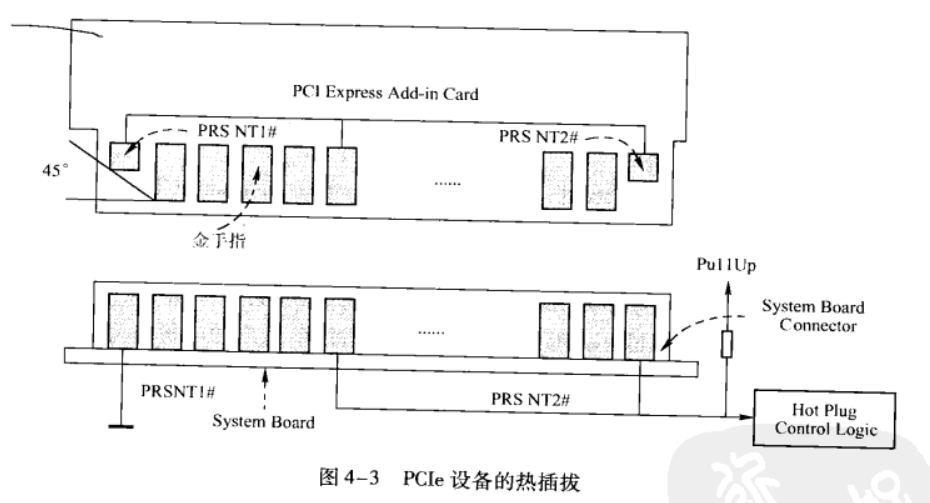 PCI Express Add-in Card
PRS NT1#
PRS NT2#
45°
金手指
......
Pu11Up
System Board
Connector
......
PRSNT1#
System Board
PRS NT2#
Hot Plug
Control Logic
图 4-3 PCIe 设备的热插拔